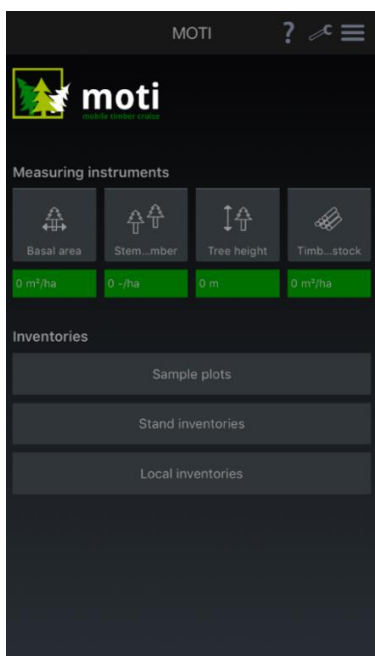 MOTI
?
moti
mobile timber cruise
Measuring instruments
Basal area Stem...mber Tree height Timb...stock
0 m²/ha 0 -/ha 0 m 0 m³/ha
Inventories
Sample plots
Stand inventories
Local inventories